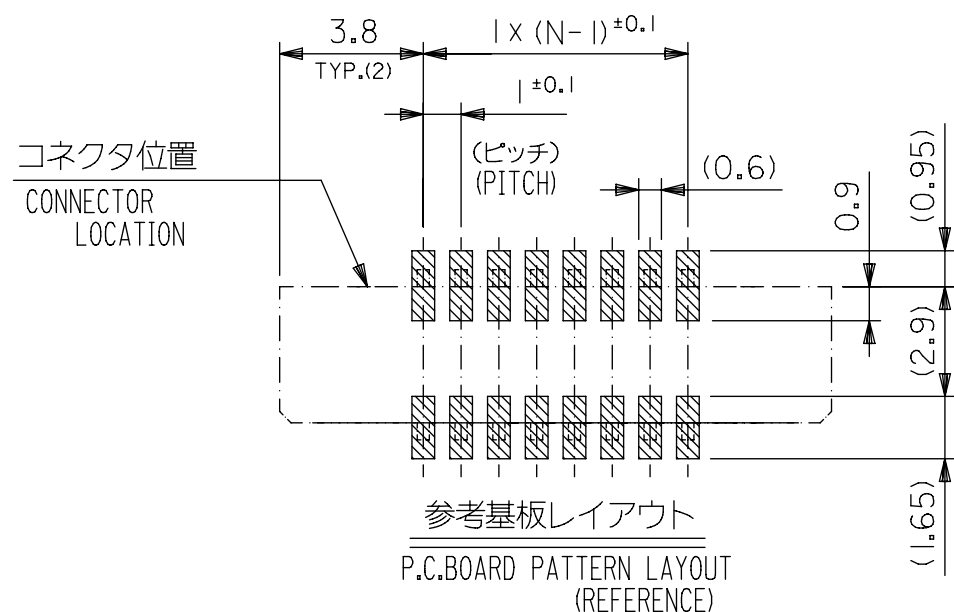 3.8
TYP.(2)
1 X (N-1) ±0.1
1 ±0.1
(ピッチ)
(PITCH)
(0.6)
0.9
(0.95)
コネクタ位置
CONNECTOR
LOCATION
(2.9)
(1.65)
参考基板レイアウト
P.C.BOARD PATTERN LAYOUT
(REFERENCE)